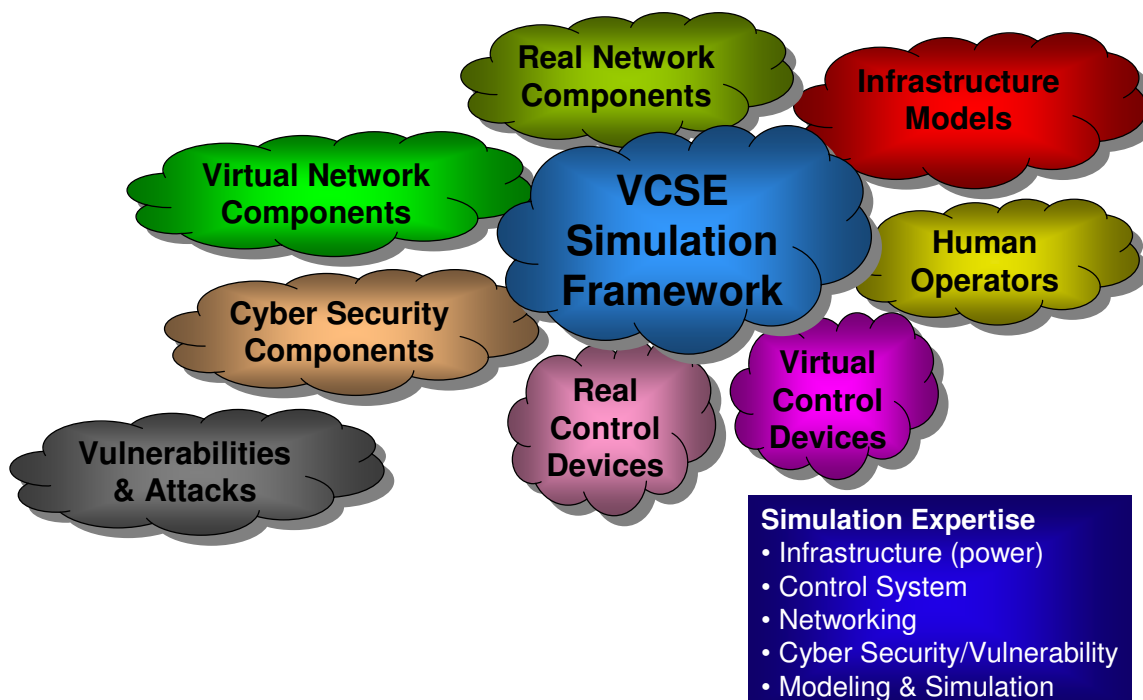 Real Network
Components
Infrastructure
Models
Virtual Network
Components
VCSE
Simulation
Framework
Human
Operators
Cyber Security
Components
Real
Control
Devices
Virtual
Control
Devices
Vulnerabilities
& Attacks
Simulation Expertise
• Infrastructure (power)
• Control System
• Networking
• Cyber Security/Vulnerability
• Modeling & Simulation